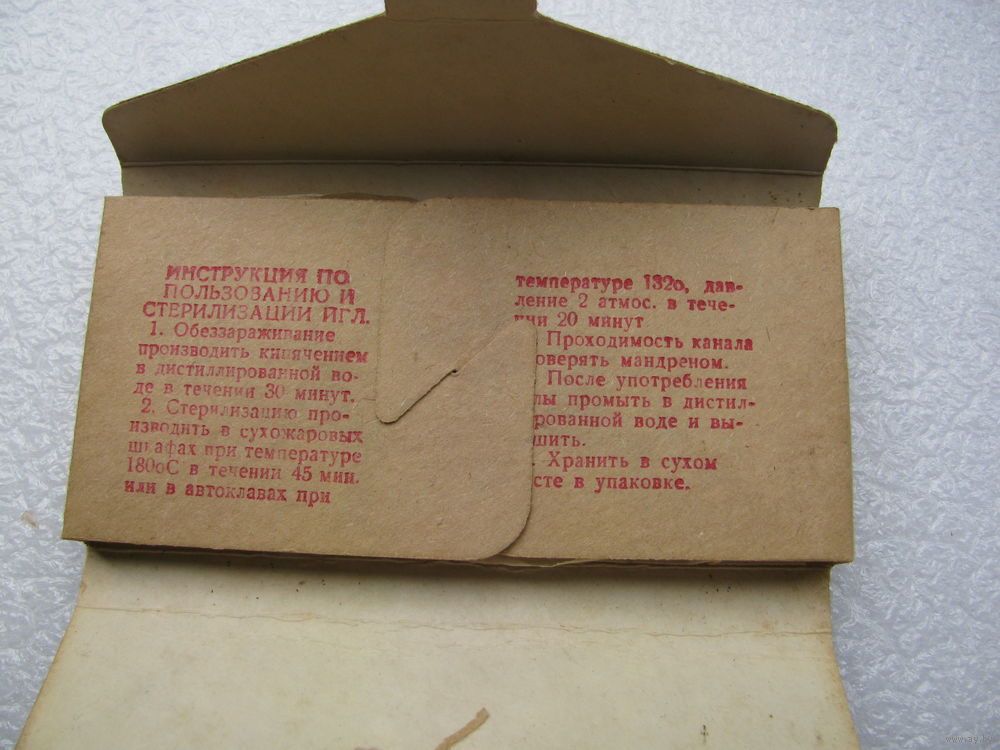 ИНСТРУКЦИЯ ПО
ПОЛЬЗОВАНИЮ И
СТЕРИЛИЗАЦИИ ИГЛ.
1. Обеззараживание
производить кипячением
в дистиллированной во-
де в течении 30 минут.
2. Стерилизацию про-
изводить в сухожаровых
шкафах при температуре
180оС в течении 45 мин.
или в автоклавах при
температуре 132о, дав-
ление 2 атмос. в тече-
нии 20 минут
Проходимость канала
оверять мандреном.
После употребления
лы промыть в дистил-
рованной воде и вы-
шить.
. Хранить в сухом
сте в упаковке.